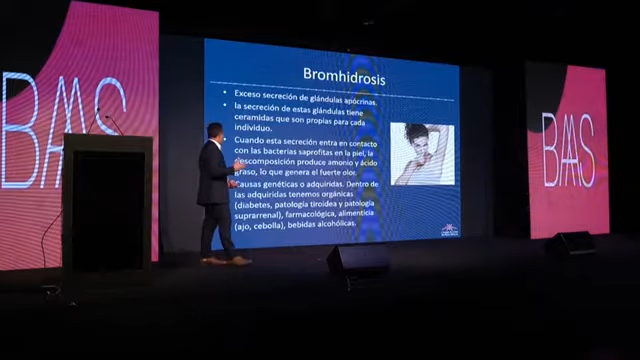 BAAS
Bromhidrosis
• Exceso secreción de glándulas apócrinas.
• la secreción de estas glándulas tiene
ceramidas que son propias para cada
individuo.
• Cuando esta secreción entra en contacto
con las bacterias saprofitas en la piel, la
descomposición produce amonio y ácido
graso, lo que genera el fuerte olor.
Causas genéticas o adquiridas. Dentro de
las adquiridas tenemos orgánicas
(diabetes, patología tiroidea y patología
suprarrenal), farmacológica, alimenticia
(ajo, cebolla), bebidas alcohólicas.
BAAS